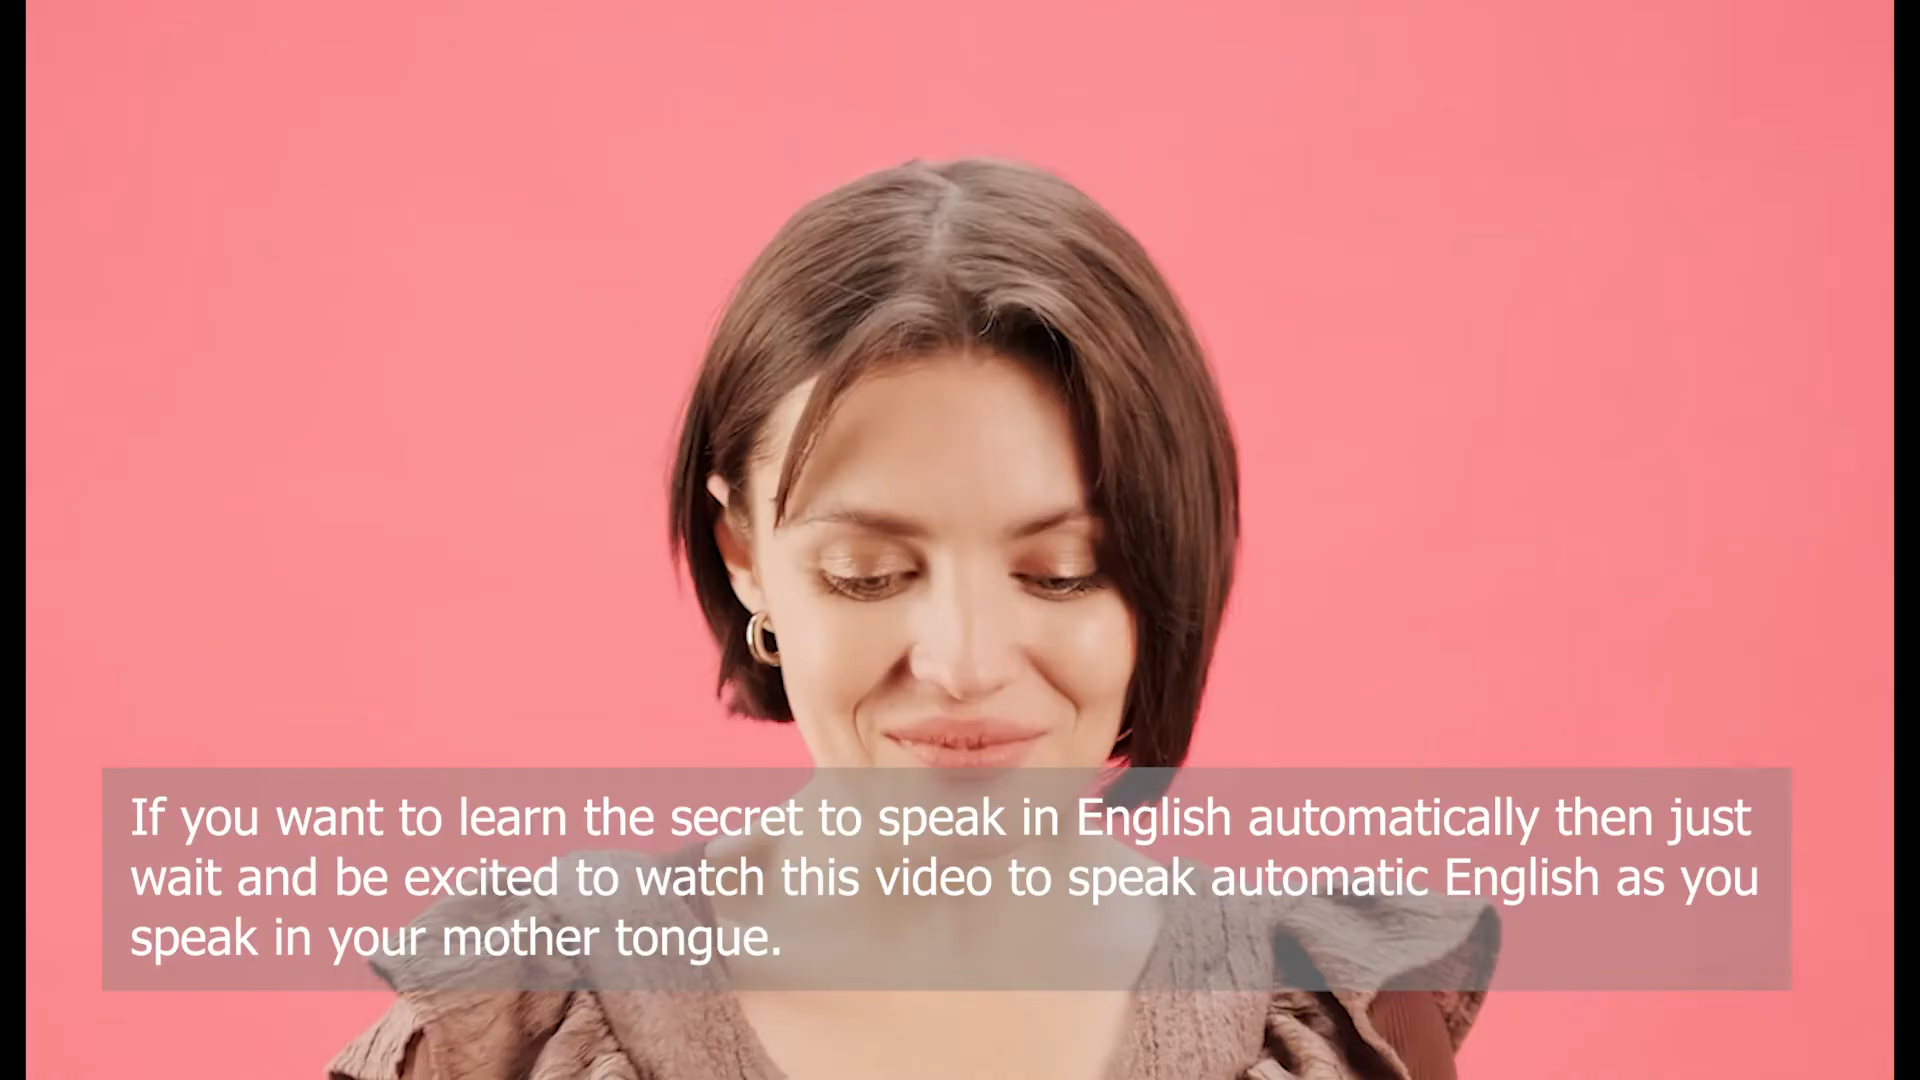 If you want to learn the secret to speak in English automatically then just
wait and be excited to watch this video to speak automatic English as you
speak in your mother tongue.